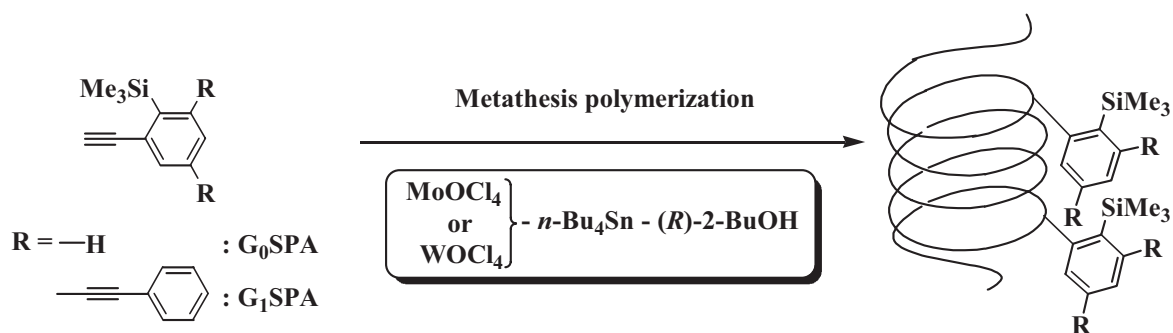 Me₃Si
R
R
R = —H : G₀SPA
: G₁SPA
Metathesis polymerization
MoOCl₄
or
WOCl₄
- n-Bu₄Sn - (R)-2-BuOH
SiMe₃
R
R
SiMe₃
R
R